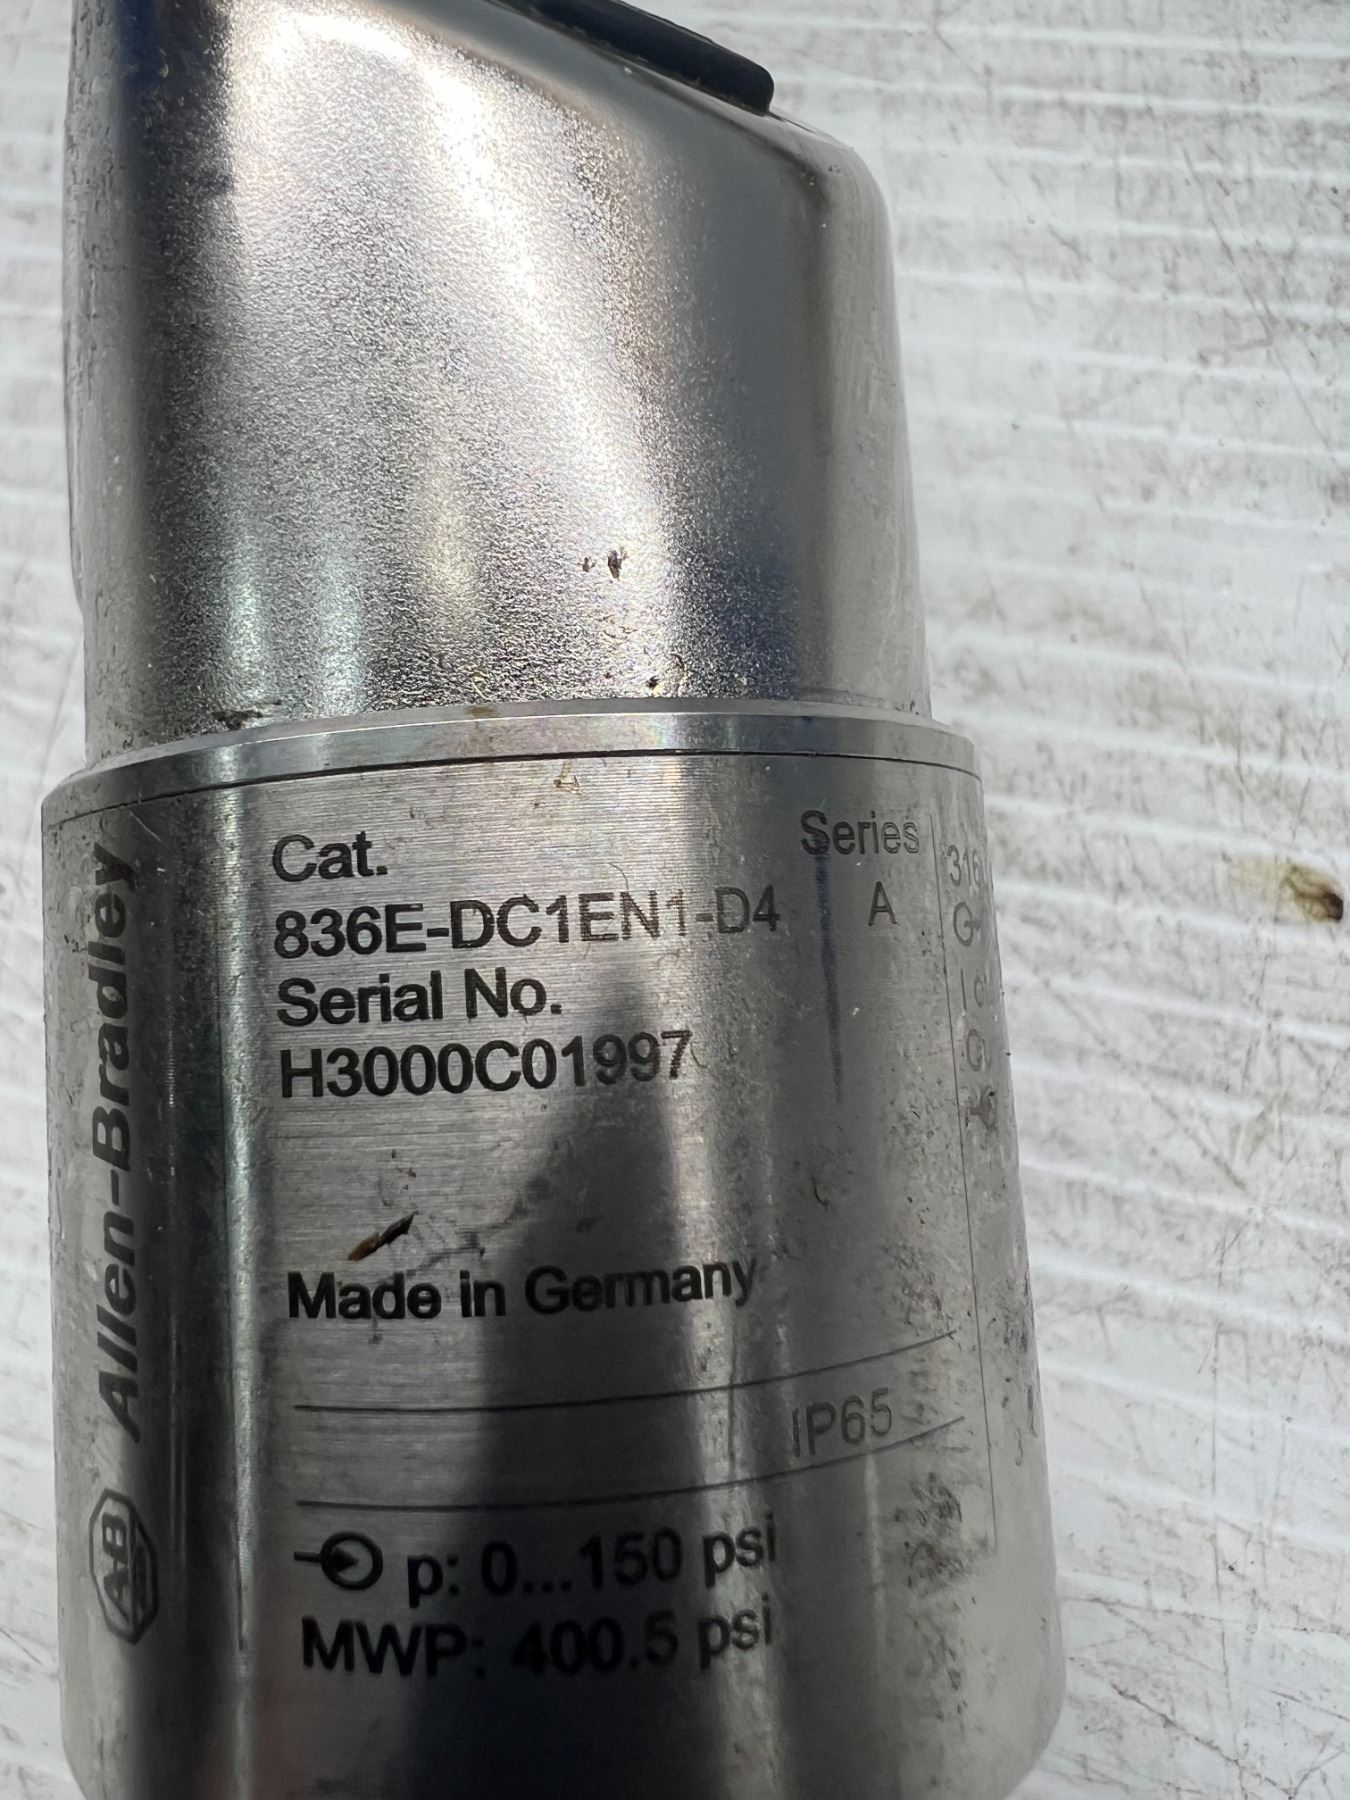 Cat.
Series
836E-DC1EN1-D4
A
Serial No.
H3000C01997
Made in Germany
IP65
p: 0...150 psi
MWP: 400.5 psi
Allen-Bradley
A-B